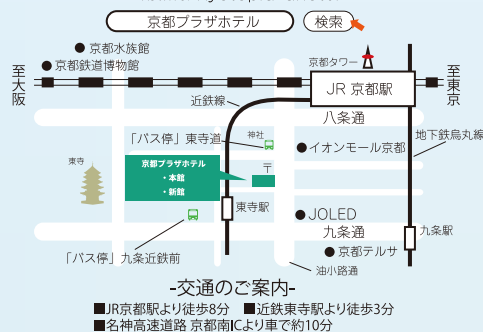 京都プラザホテル
検索
京都水族館
京都鉄道博物館
京都タワー
至大阪
JR 京都駅
至東京
近鉄線
八条通
「バス停」東寺道
神社
イオンモール京都
地下鉄烏丸線
東寺
京都プラザホテル
・本館
・新館
〒
東寺駅
JOLED
九条通
九条駅
「バス停」九条近鉄前
京都テルサ
油小路通
-交通のご案内-
■JR京都駅より徒歩8分 ■近鉄東寺駅より徒歩3分
■名神高速道路 京都南ICより車で約10分